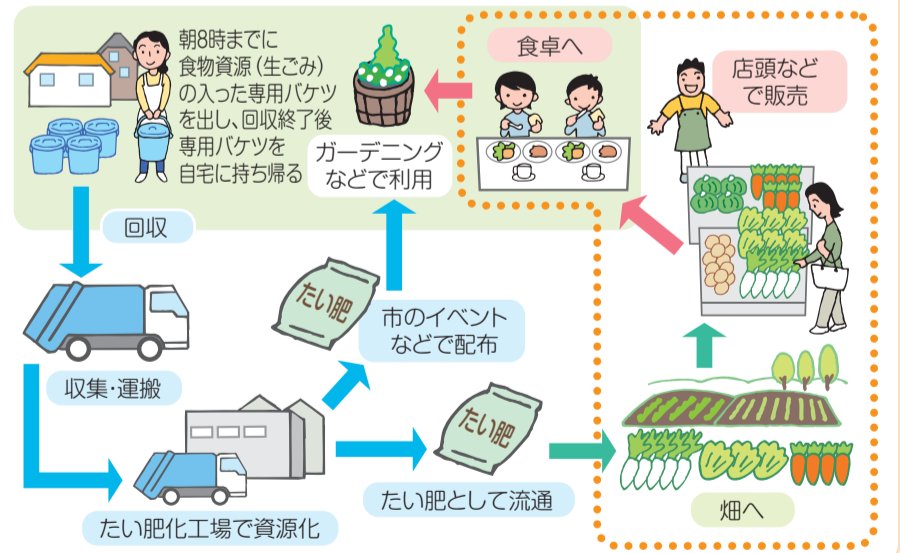 朝8時までに
食物資源（生ごみ）
の入った専用バケツ
を出し、回収終了後
専用バケツを
自宅に持ち帰る
ガーデニング
などで利用
食卓へ
店頭など
で販売
回収
たい肥
市のイベント
などで配布
収集・運搬
たい肥
たい肥化工場で資源化
たい肥として流通
畑へ